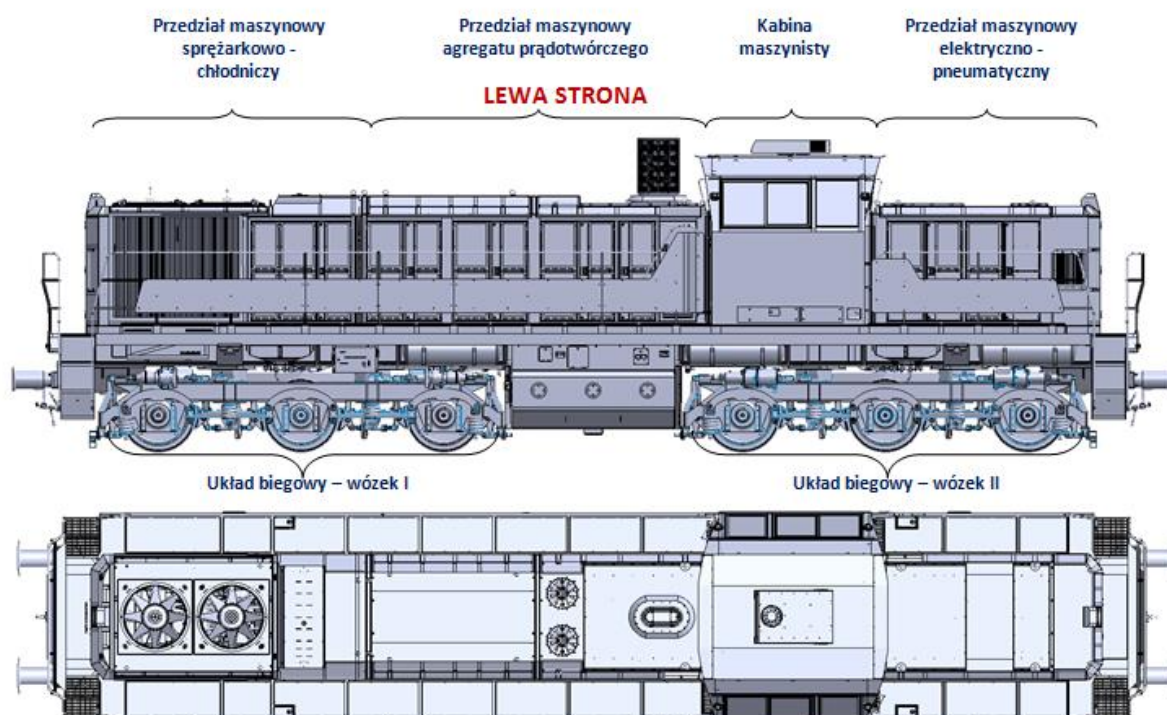 Przedział maszynowy
sprężarkowo -
chłodniczy
Przedział maszynowy
agregatu prądotwórczego
Kabina
maszynisty
Przedział maszynowy
elektryczno -
pneumatyczny
LEWA STRONA
Układ biegowy – wózek I
Układ biegowy – wózek II